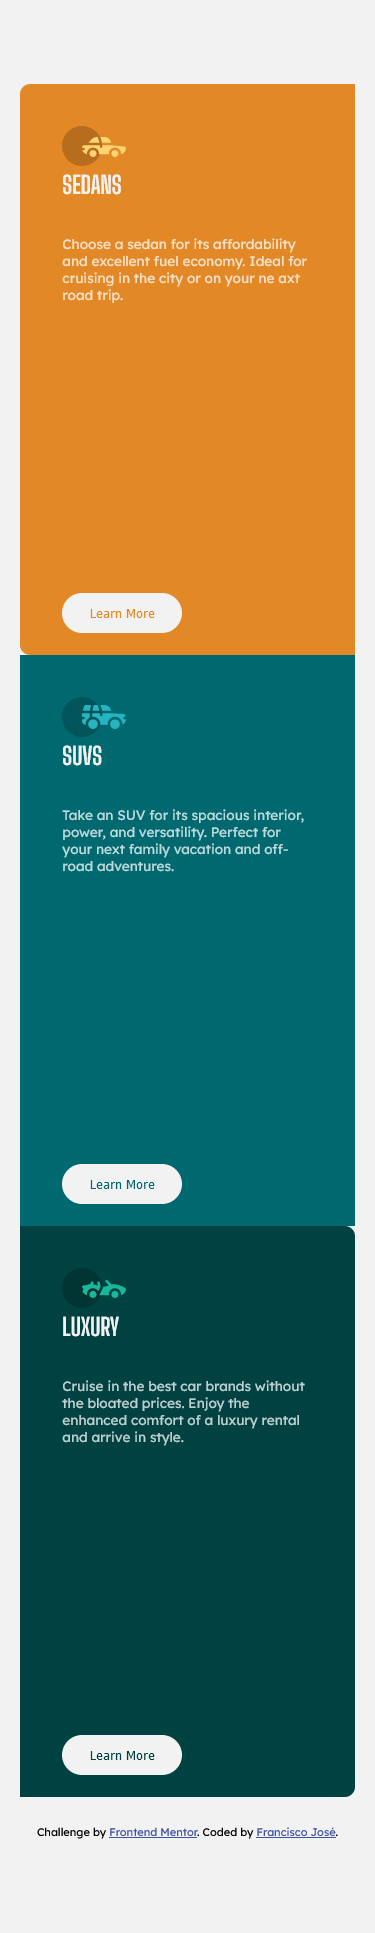 SEDANS
Choose a sedan for its affordability
and excellent fuel economy. Ideal for
cruising in the city or on your ne axt
road trip.
Learn More
SUVS
Take an SUV for its spacious interior,
power, and versatility. Perfect for
your next family vacation and off-
road adventures.
Learn More
LUXURY
Cruise in the best car brands without
the bloated prices. Enjoy the
enhanced comfort of a luxury rental
and arrive in style.
Learn More
Challenge by Frontend Mentor. Coded by Francisco José.